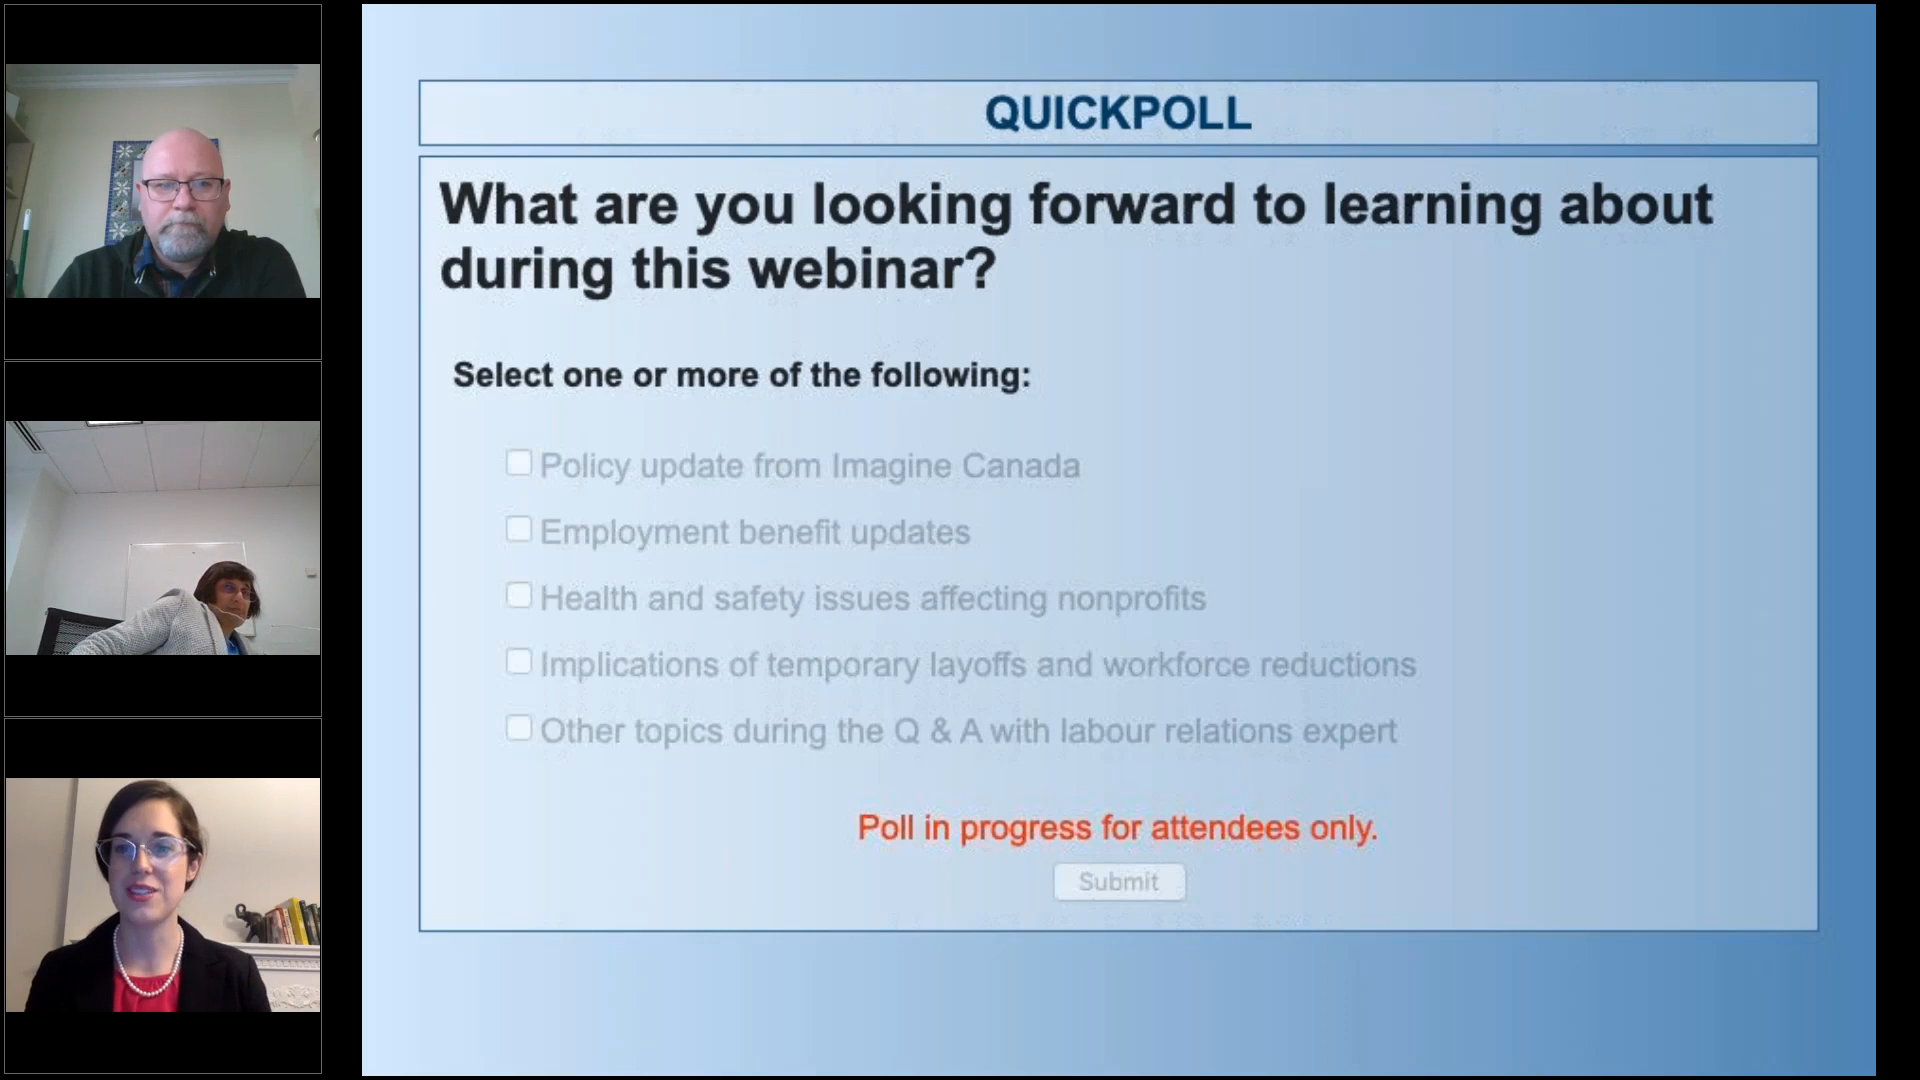 QUICKPOLL
What are you looking forward to learning about
during this webinar?
Select one or more of the following:
Policy update from Imagine Canada
Employment benefit updates
Health and safety issues affecting nonprofits
Implications of temporary layoffs and workforce reductions
Other topics during the Q & A with labour relations expert
Poll in progress for attendees only.
Submit